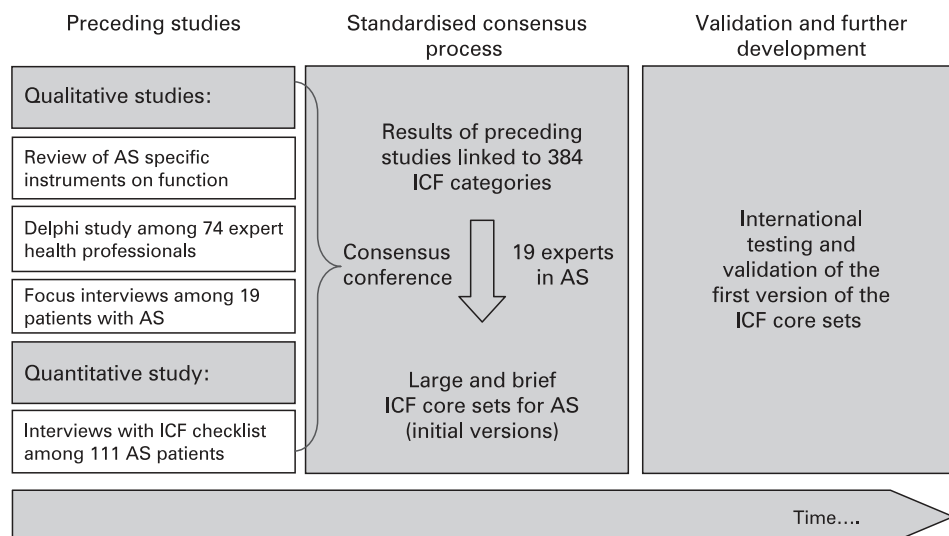 Preceding studies
Qualitative studies:
Review of AS specific
instruments on function
Delphi study among 74 expert
health professionals
Focus interviews among 19
patients with AS
Quantitative study:
Interviews with ICF checklist
among 111 AS patients
Standardised consensus
process
Results of preceding
studies linked to 384
ICF categories
Consensus
conference
19 experts
in AS
Large and brief
ICF core sets for AS
(initial versions)
Validation and further
development
International
testing and
validation of the
first version of the
ICF core sets
Time....